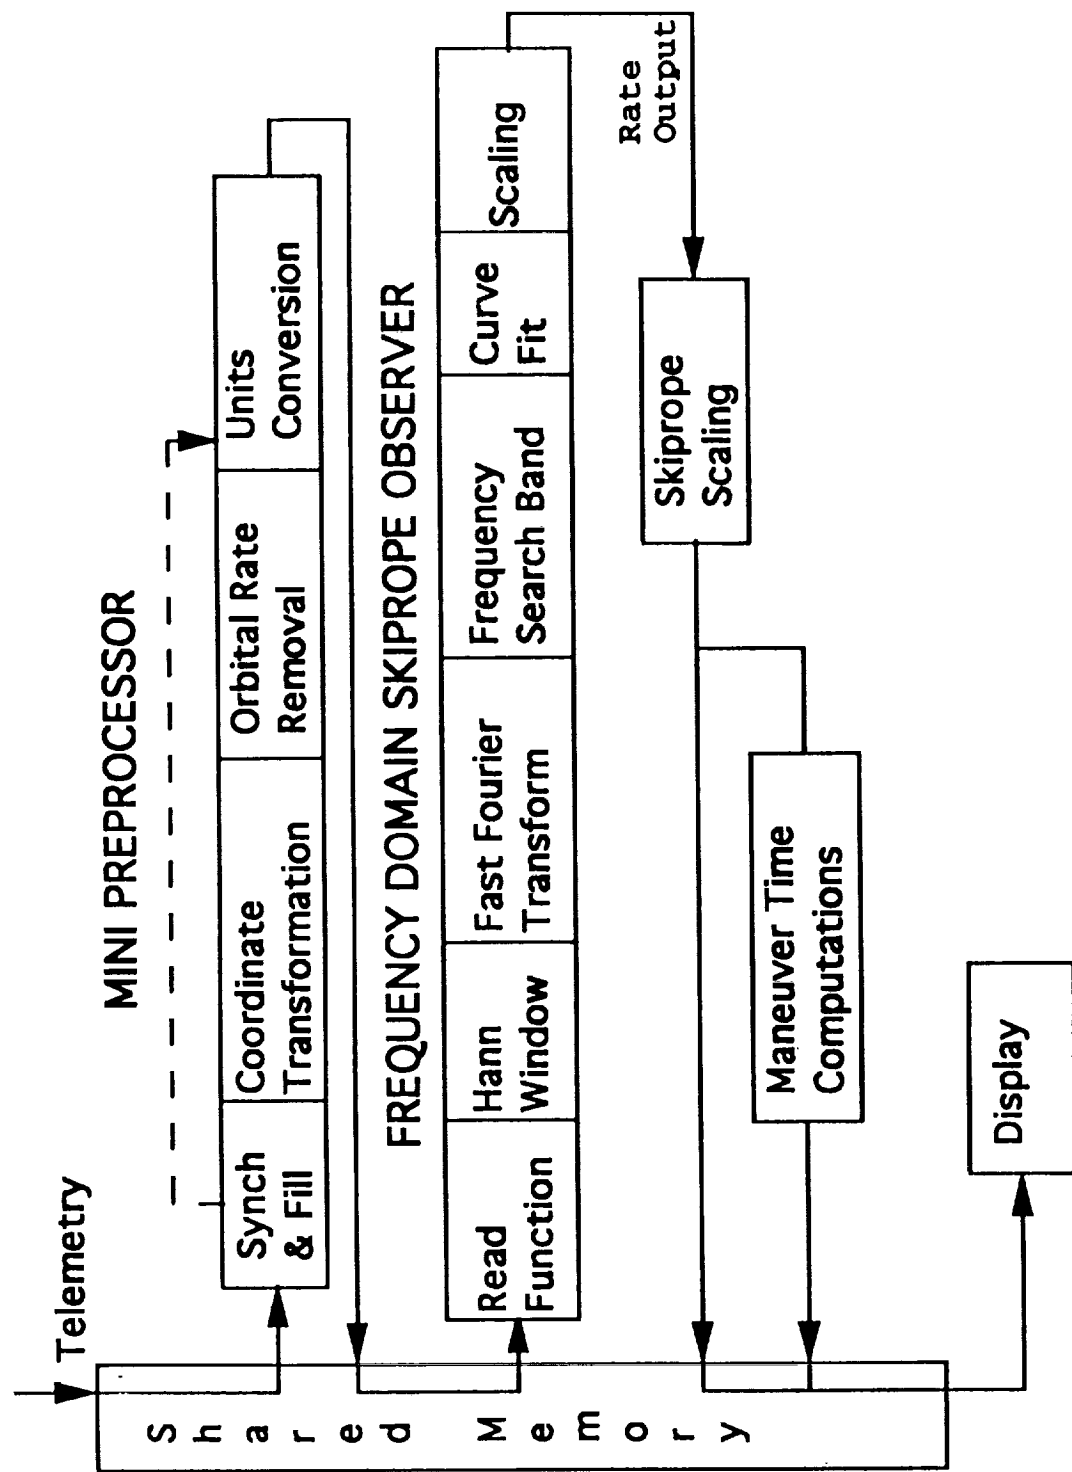 Telemetry
Shared Memory
MINI PREPROCESSOR
Synch
& Fill
Coordinate
Transformation
Orbital Rate
Removal
Units
Conversion
FREQUENCY DOMAIN SKIPROPE OBSERVER
Read
Function
Hann
Window
Fast Fourier
Transform
Frequency
Search Band
Curve
Fit
Scaling
Rate
Output
Skiprope
Scaling
Maneuver Time
Computations
Display